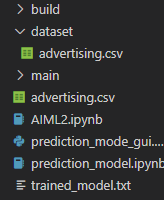 build
dataset
advertising.csv
main
advertising.csv
AIML2.ipynb
prediction_mode_gui....
prediction_model.ipynb
trained_model.txt